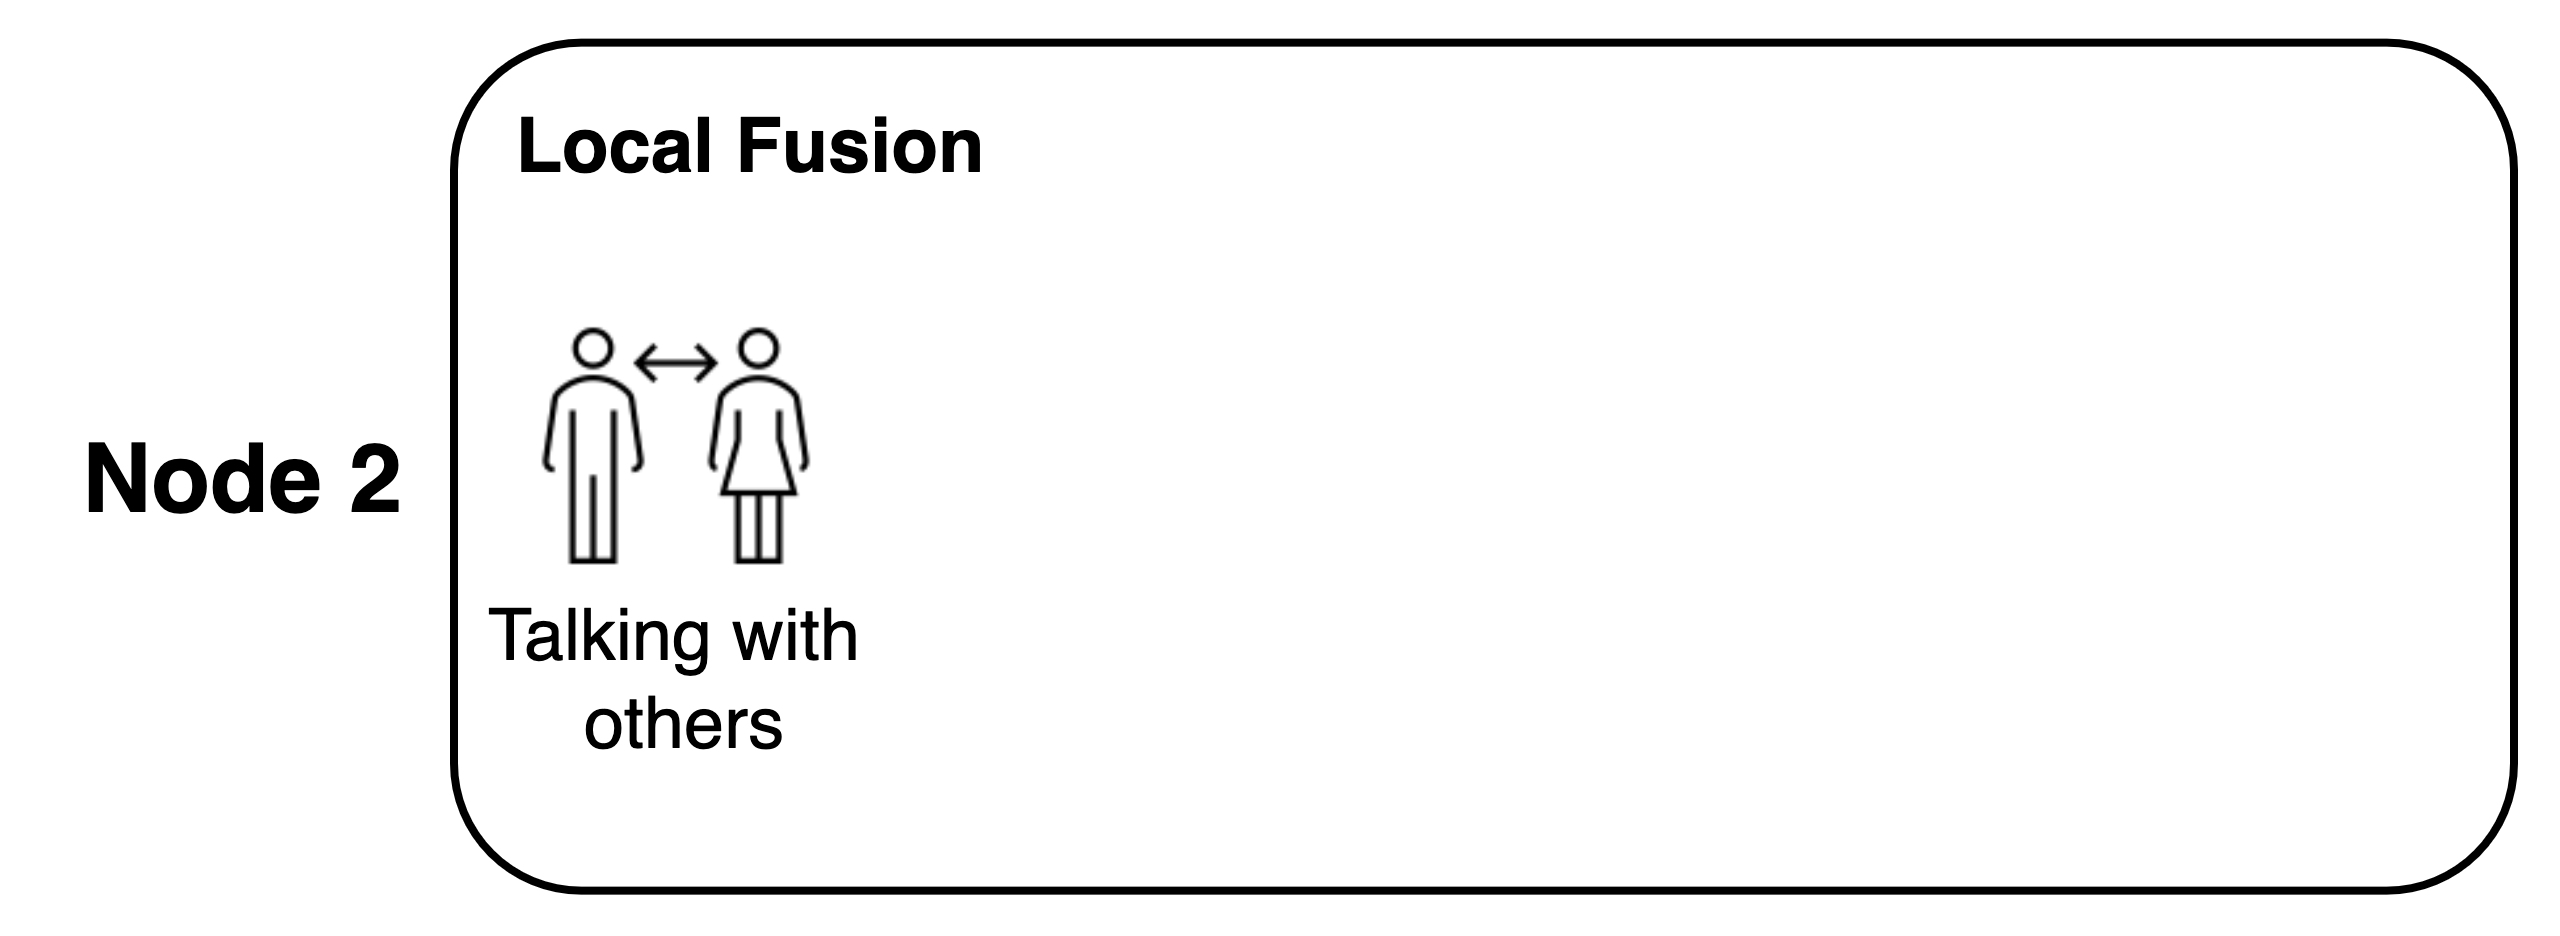 Local Fusion
Node 2
Talking with
others